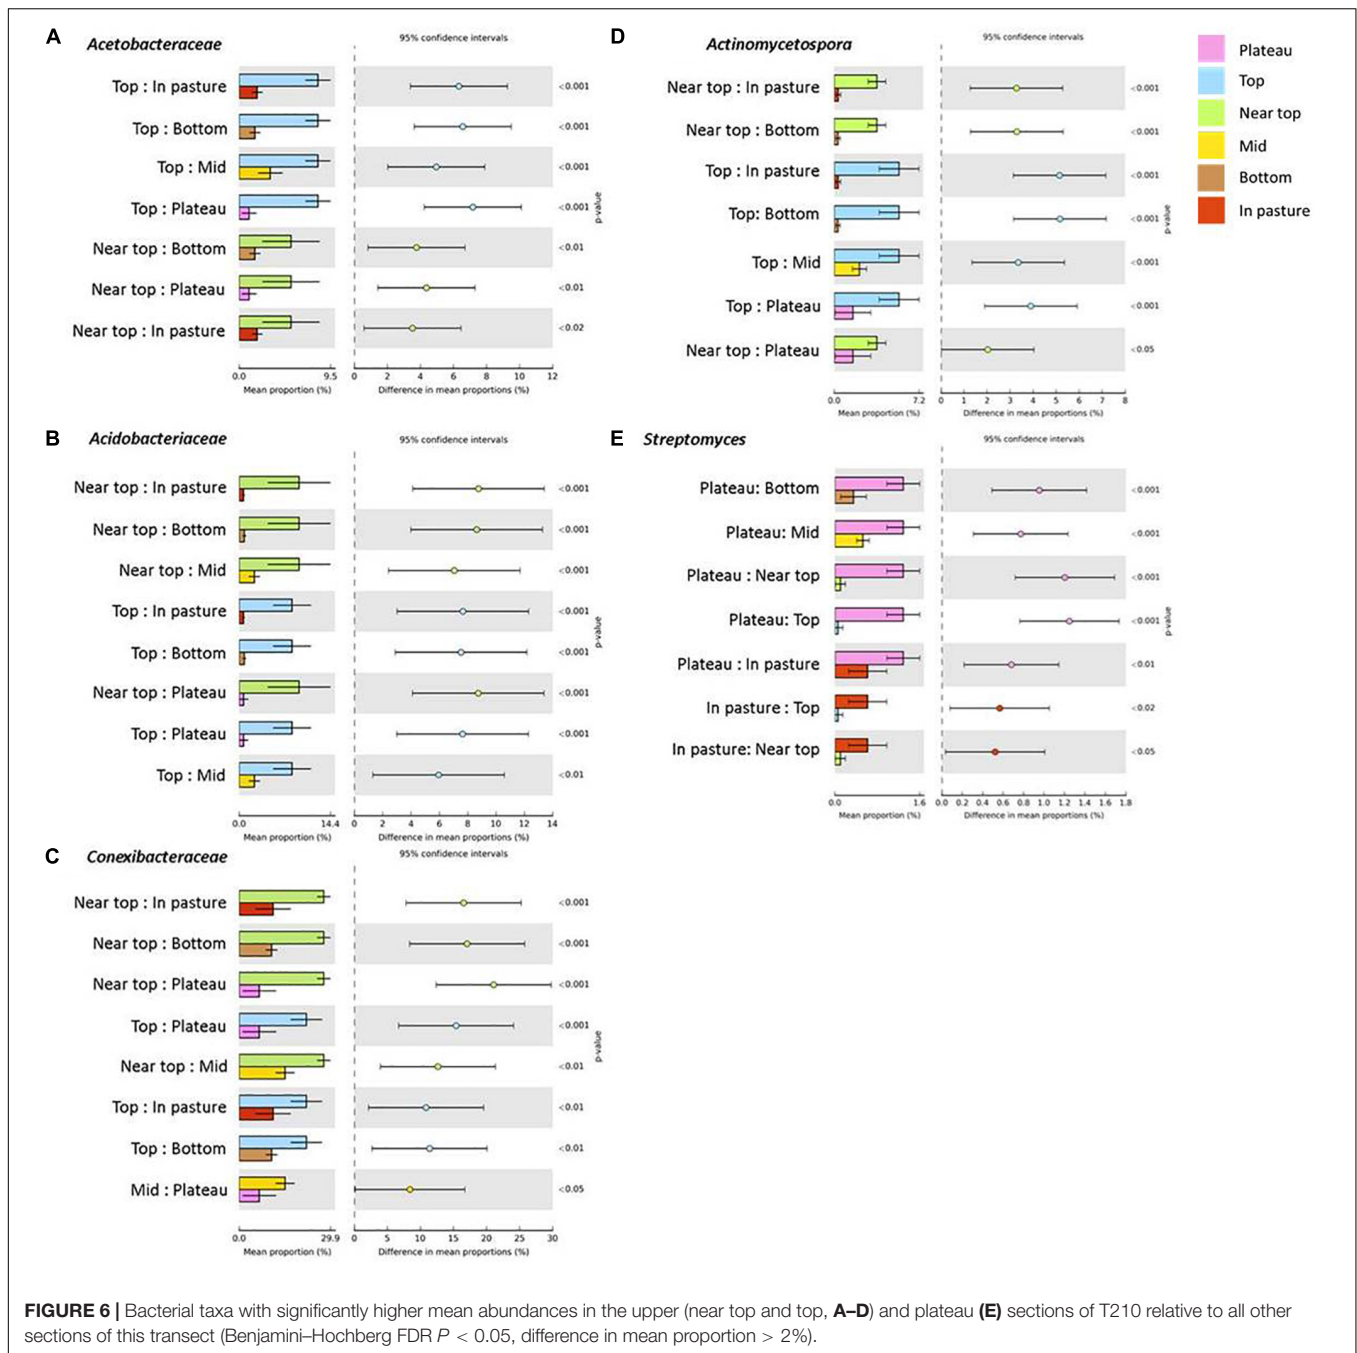 A Acetobacteraceae
95% confidence intervals
Top : In pasture <0.001
Top : Bottom <0.001
Top : Mid <0.001
Top : Plateau <0.001
Near top : Bottom <0.01
Near top : Plateau <0.01
Near top : In pasture <0.02
p-value
0.0 9.5 0 2 4 6 8 10 12
Mean proportion (%) Difference in mean proportions (%)
B Acidobacteriaceae
95% confidence intervals
Near top : In pasture <0.001
Near top : Bottom <0.001
Near top : Mid <0.001
Top : In pasture <0.001
Top : Bottom <0.001
Near top : Plateau <0.001
Top : Plateau <0.001
Top : Mid <0.01
p-value
0.0 14.4 0 2 4 6 8 10 12 14
Mean proportion (%) Difference in mean proportions (%)
C Conexibacteraceae
95% confidence intervals
Near top : In pasture <0.001
Near top : Bottom <0.001
Near top : Plateau <0.001
Top : Plateau <0.001
Near top : Mid <0.01
Top : In pasture <0.01
Top : Bottom <0.01
Mid : Plateau <0.05
p-value
0.0 29.9 0 5 10 15 20 25 30
Mean proportion (%) Difference in mean proportions (%)
D Actinomycetospora
95% confidence intervals
Near top : In pasture <0.001
Near top : Bottom <0.001
Top : In pasture <0.001
Top: Bottom <0.001
Top : Mid <0.001
Top : Plateau <0.001
Near top : Plateau <0.05
p-value
0.0 7.2 0 1 2 3 4 5 6 7 8
Mean proportion (%) Difference in mean proportions (%)
E Streptomyces
95% confidence intervals
Plateau: Bottom <0.001
Plateau: Mid <0.001
Plateau : Near top <0.001
Plateau: Top <0.001
Plateau : In pasture <0.01
In pasture : Top <0.02
In pasture: Near top <0.05
p-value
0.0 1.6 0.0 0.2 0.4 0.6 0.8 1.0 1.2 1.4 1.6 1.8
Mean proportion (%) Difference in mean proportions (%)
Plateau
Top
Near top
Mid
Bottom
In pasture
FIGURE 6 | Bacterial taxa with significantly higher mean abundances in the upper (near top and top, A–D) and plateau (E) sections of T210 relative to all other
sections of this transect (Benjamini–Hochberg FDR P < 0.05, difference in mean proportion > 2%).